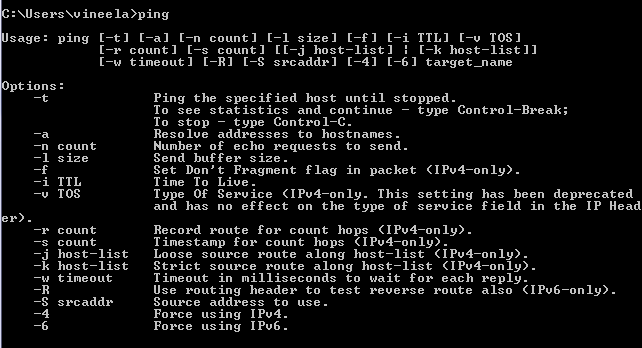 C:\Users\vineela>ping
Usage: ping [-t] [-a] [-n count] [-l size] [-f] [-i TTL] [-v TOS]
[-r count] [-s count] [[-j host-list] ¦ [-k host-list]]
[-w timeout] [-R] [-S srcaddr] [-4] [-6] target_name
Options:
-t Ping the specified host until stopped.
To see statistics and continue - type Control-Break;
To stop - type Control-C.
-a Resolve addresses to hostnames.
-n count Number of echo requests to send.
-l size Send buffer size.
-f Set Don't Fragment flag in packet (IPv4-only).
-i TTL Time To Live.
-v TOS Type Of Service (IPv4-only. This setting has been deprecated
and has no effect on the type of service field in the IP Head
er).
-r count Record route for count hops (IPv4-only).
-s count Timestamp for count hops (IPv4-only).
-j host-list Loose source route along host-list (IPv4-only).
-k host-list Strict source route along host-list (IPv4-only).
-w timeout Timeout in milliseconds to wait for each reply.
-R Use routing header to test reverse route also (IPv6-only).
-S srcaddr Source address to use.
-4 Force using IPv4.
-6 Force using IPv6.